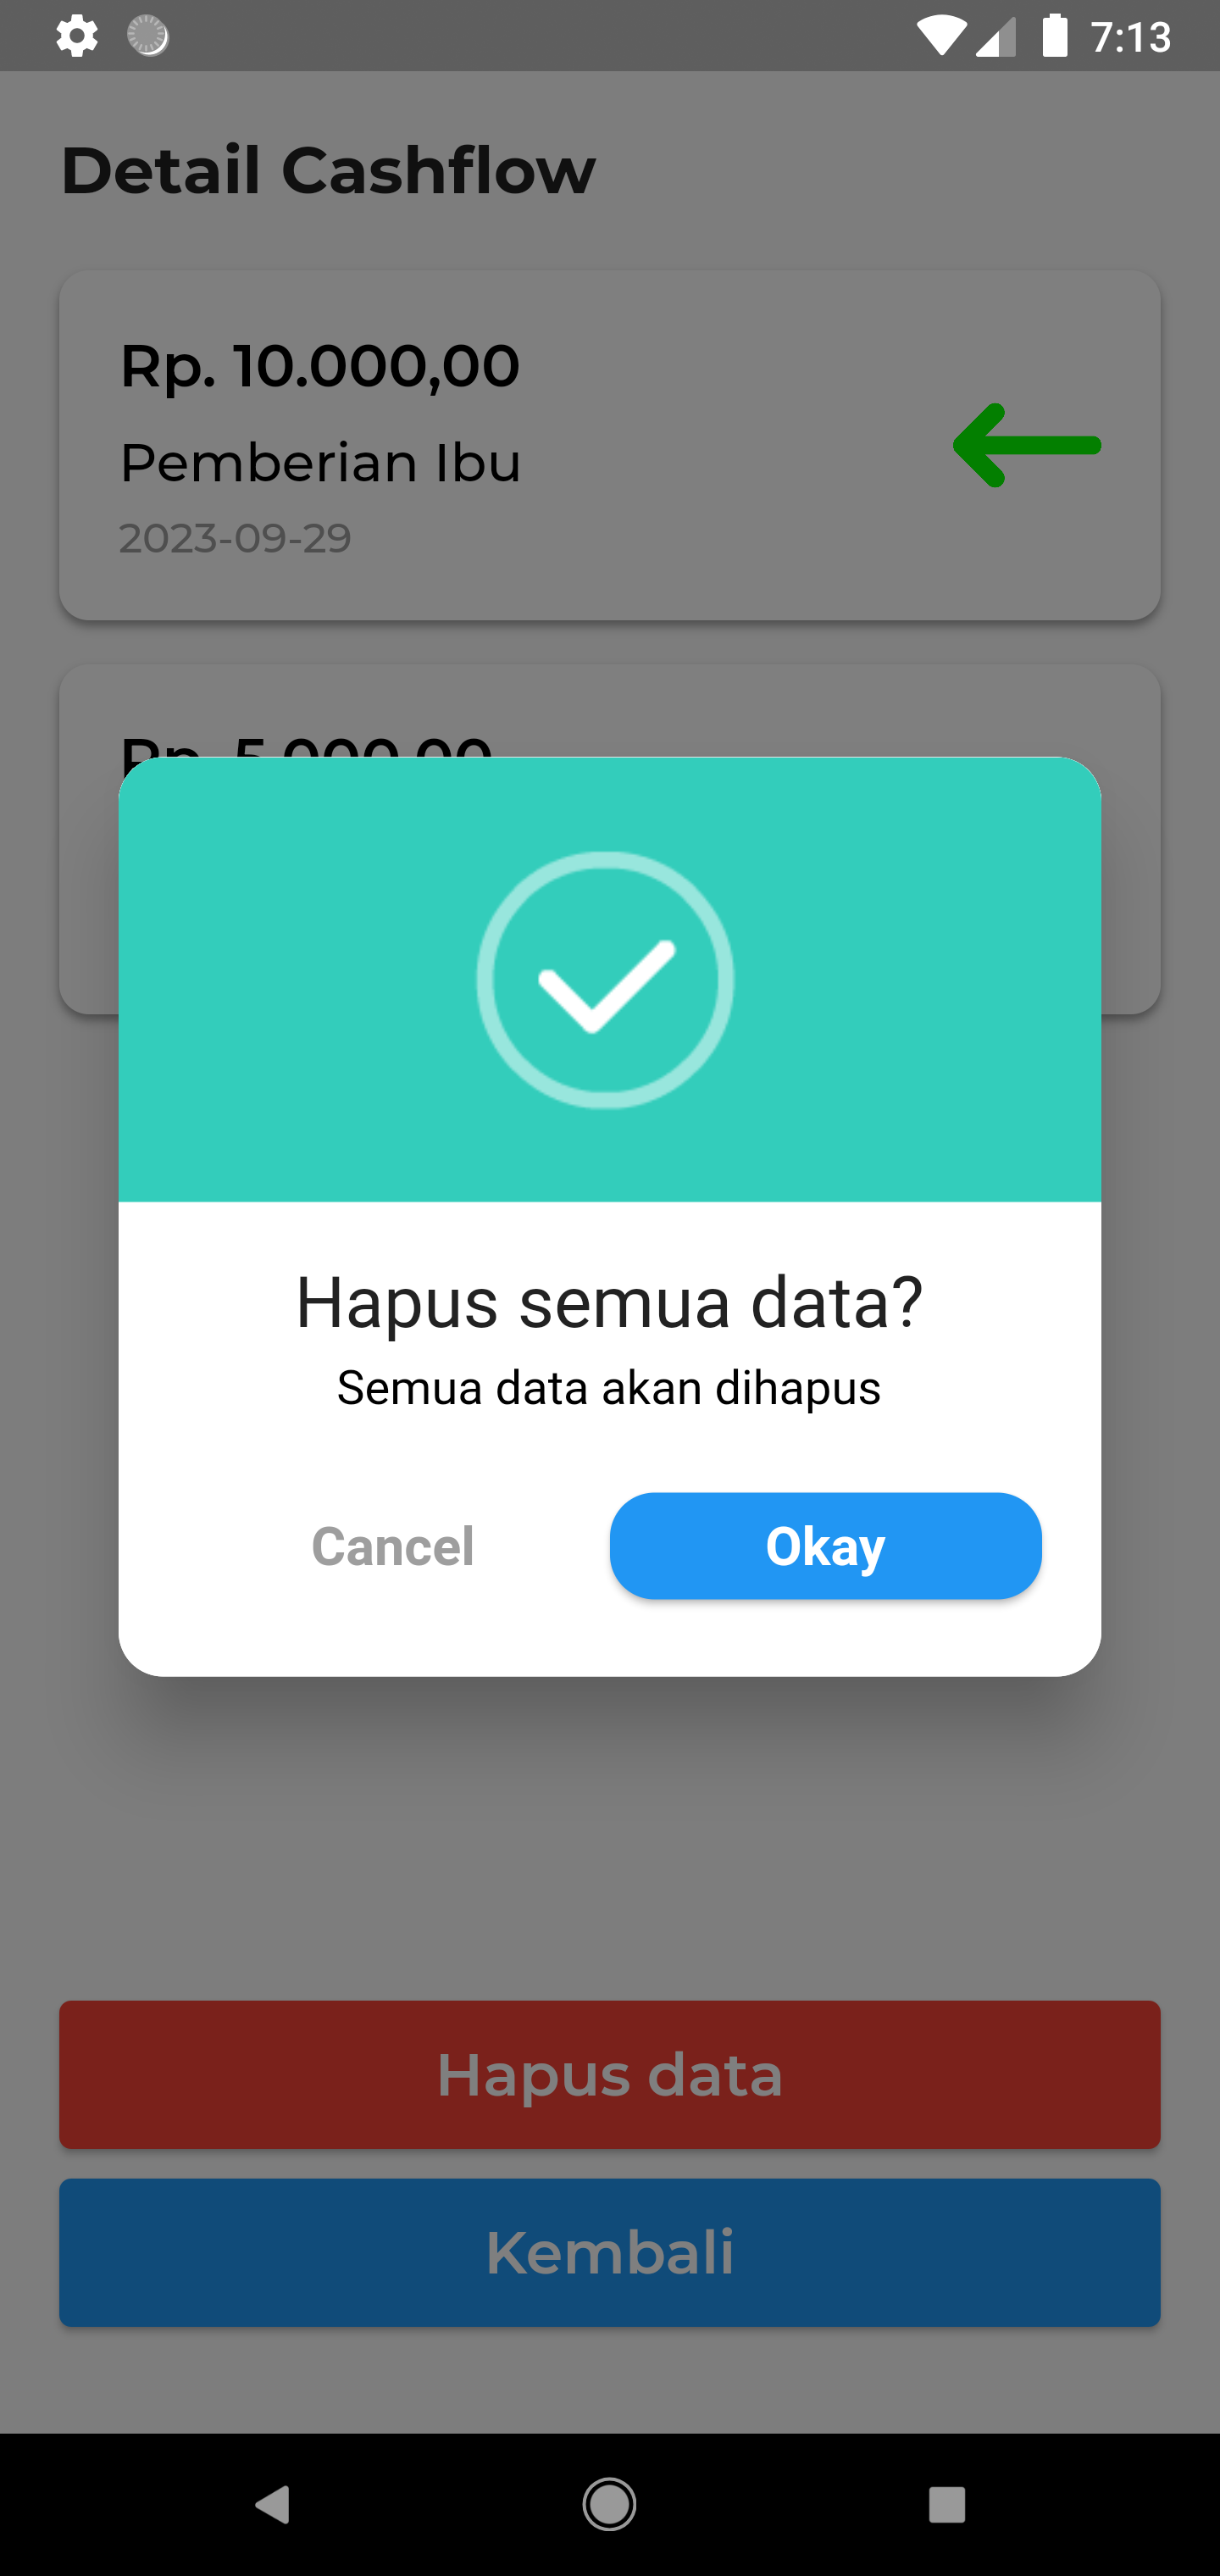 7:13
Detail Cashflow
Rp. 10.000,00
Pemberian Ibu
2023-09-29
Rp. 5.000,00
Hapus semua data?
Semua data akan dihapus
Cancel
Okay
Hapus data
Kembali